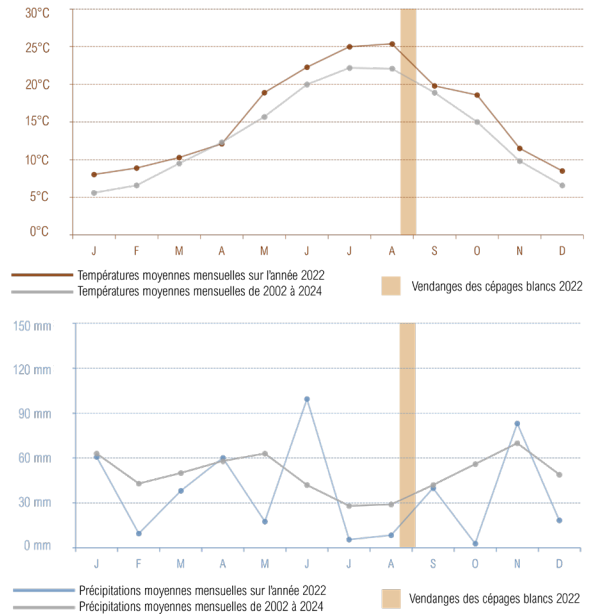 30°C
25°C
20°C
15°C
10°C
5°C
0°C
J F M A M J J A S O N D
Températures moyennes mensuelles sur l'année 2022
Températures moyennes mensuelles de 2002 à 2024
Vendanges des cépages blancs 2022
150 mm
120 mm
90 mm
60 mm
30 mm
0 mm
J F M A M J J A S O N D
Précipitations moyennes mensuelles sur l'année 2022
Précipitations moyennes mensuelles de 2002 à 2024
Vendanges des cépages blancs 2022